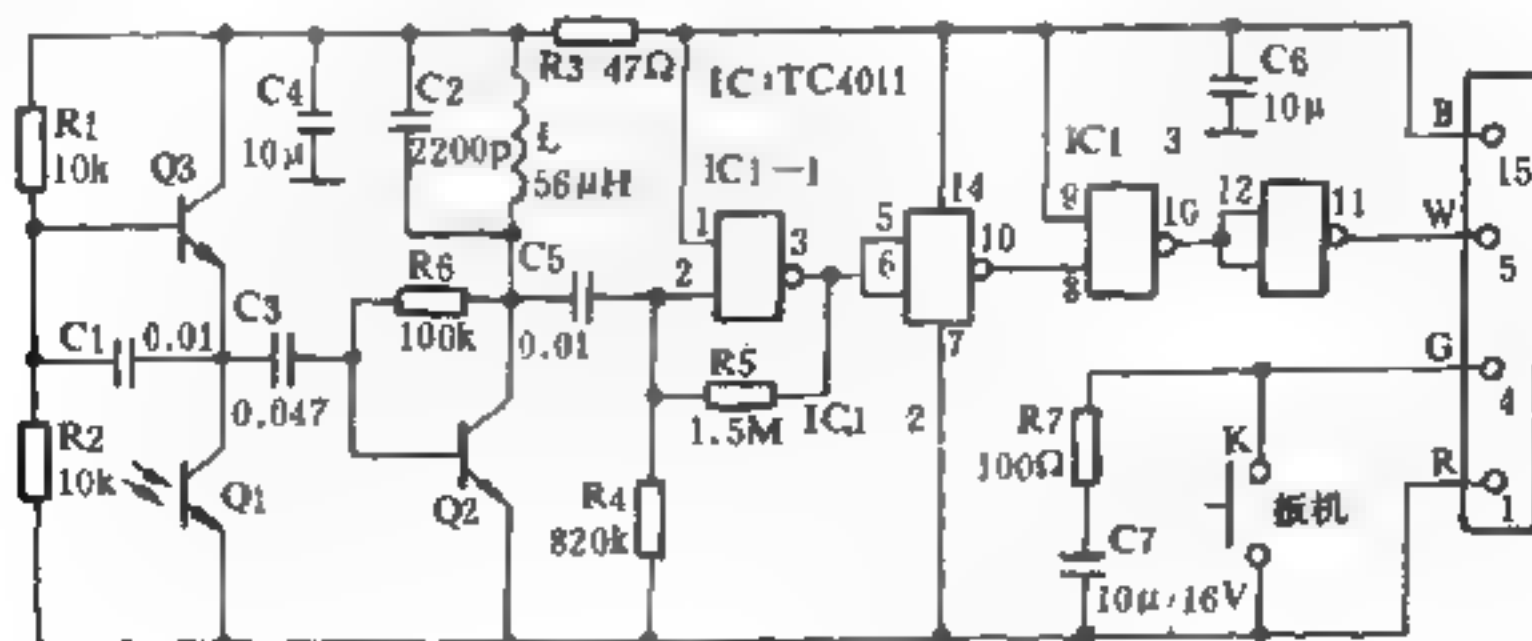 R1
10k
Q3
C4
10μ
C2
2200p
L
56μH
R3 47Ω
IC:TC4011
IC1-1
C6
10μ
IC1 3
B
15
W
5
G
4
R
1
14
1
2
3
5
6
10
7
9
8
10
12
11
C1 0.01
C3
0.047
R6
100k
C5
0.01
R5
1.5M
IC1 2
R2
10k
Q1
Q2
R4
820k
R7
100Ω
C7
10μ/16V
K
扳机